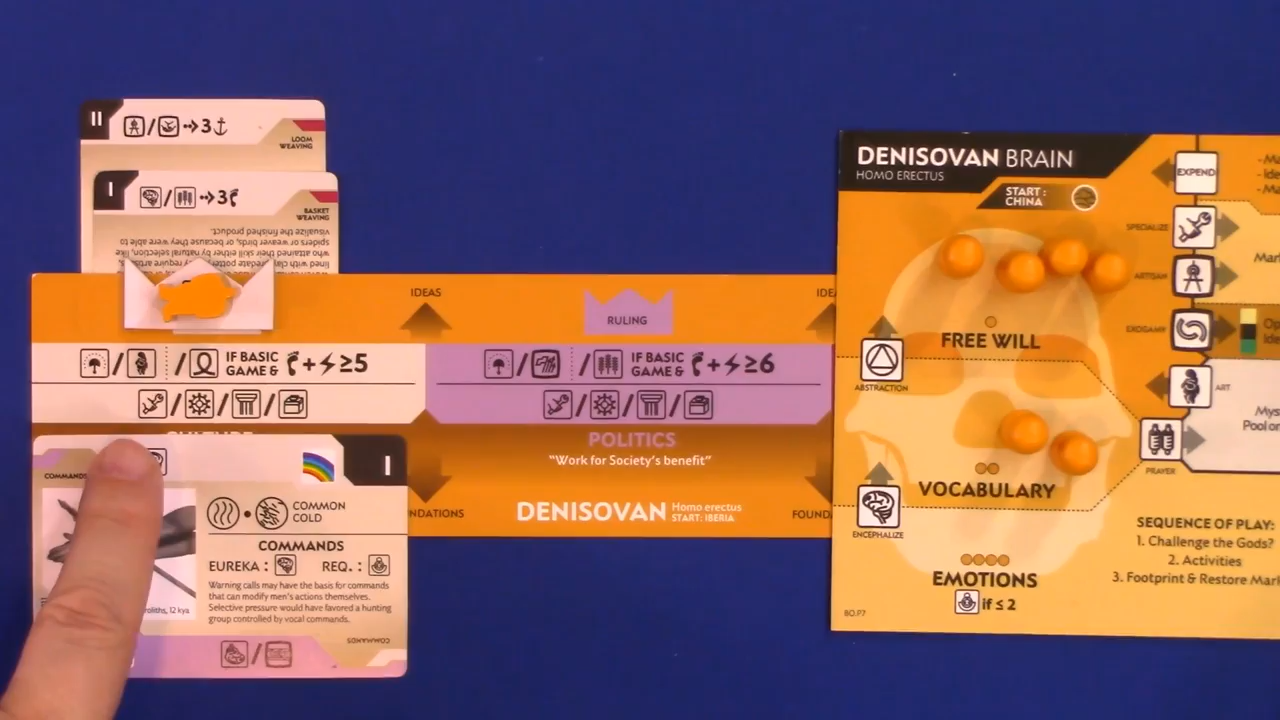 II
/ 3
LOOM
WEAVING
I
/ 3
BASKET
WEAVING
visualize the finished product.
spiders or weaver birds, or because they were able to
who attained their skill either by natural selection, like
IDEAS
RULING
IF BASIC
GAME & + ≥5
IF BASIC
GAME & + ≥6
POLITICS
"Work for Society's benefit"
DENISOVAN Homo erectus
START: IBERIA
COMMANDS
I
COMMON
COLD
COMMANDS
EUREKA : REQ. :
Warning calls may have the basis for commands
that can modify men's actions themselves.
Selective pressure would have favored a hunting
group controlled by vocal commands.
12 kya
COMMANDS
DENISOVAN BRAIN
HOMO ERECTUS
START :
CHINA
EXPEND
SPECIALIZE
ARTISAN
EXOGAMY
ART
PRAYER
FREE WILL
ABSTRACTION
VOCABULARY
ENCEPHALIZE
EMOTIONS
if ≤ 2
BO.P7
SEQUENCE OF PLAY:
1. Challenge the Gods?
2. Activities
3. Footprint & Restore